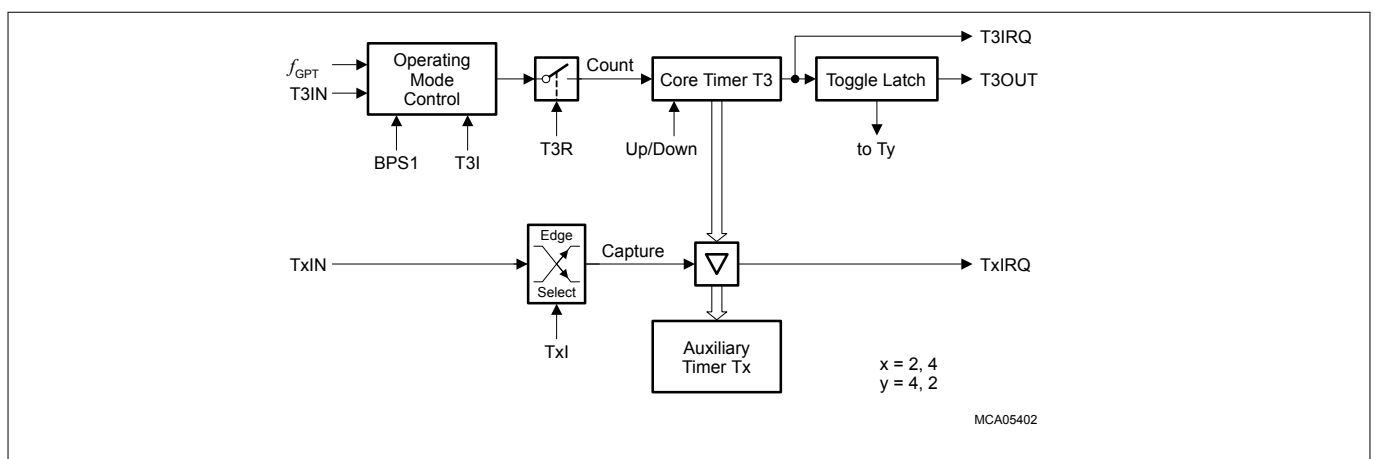 T3IRQ
Operating
Mode
Control
fGPT
T3IN
Count
Core Timer T3
Toggle Latch
T3OUT
BPS1
T3I
T3R
Up/Down
to Ty
Edge
Select
TxIN
Capture
TxIRQ
TxI
Auxiliary
Timer Tx
x = 2, 4
y = 4, 2
MCA05402